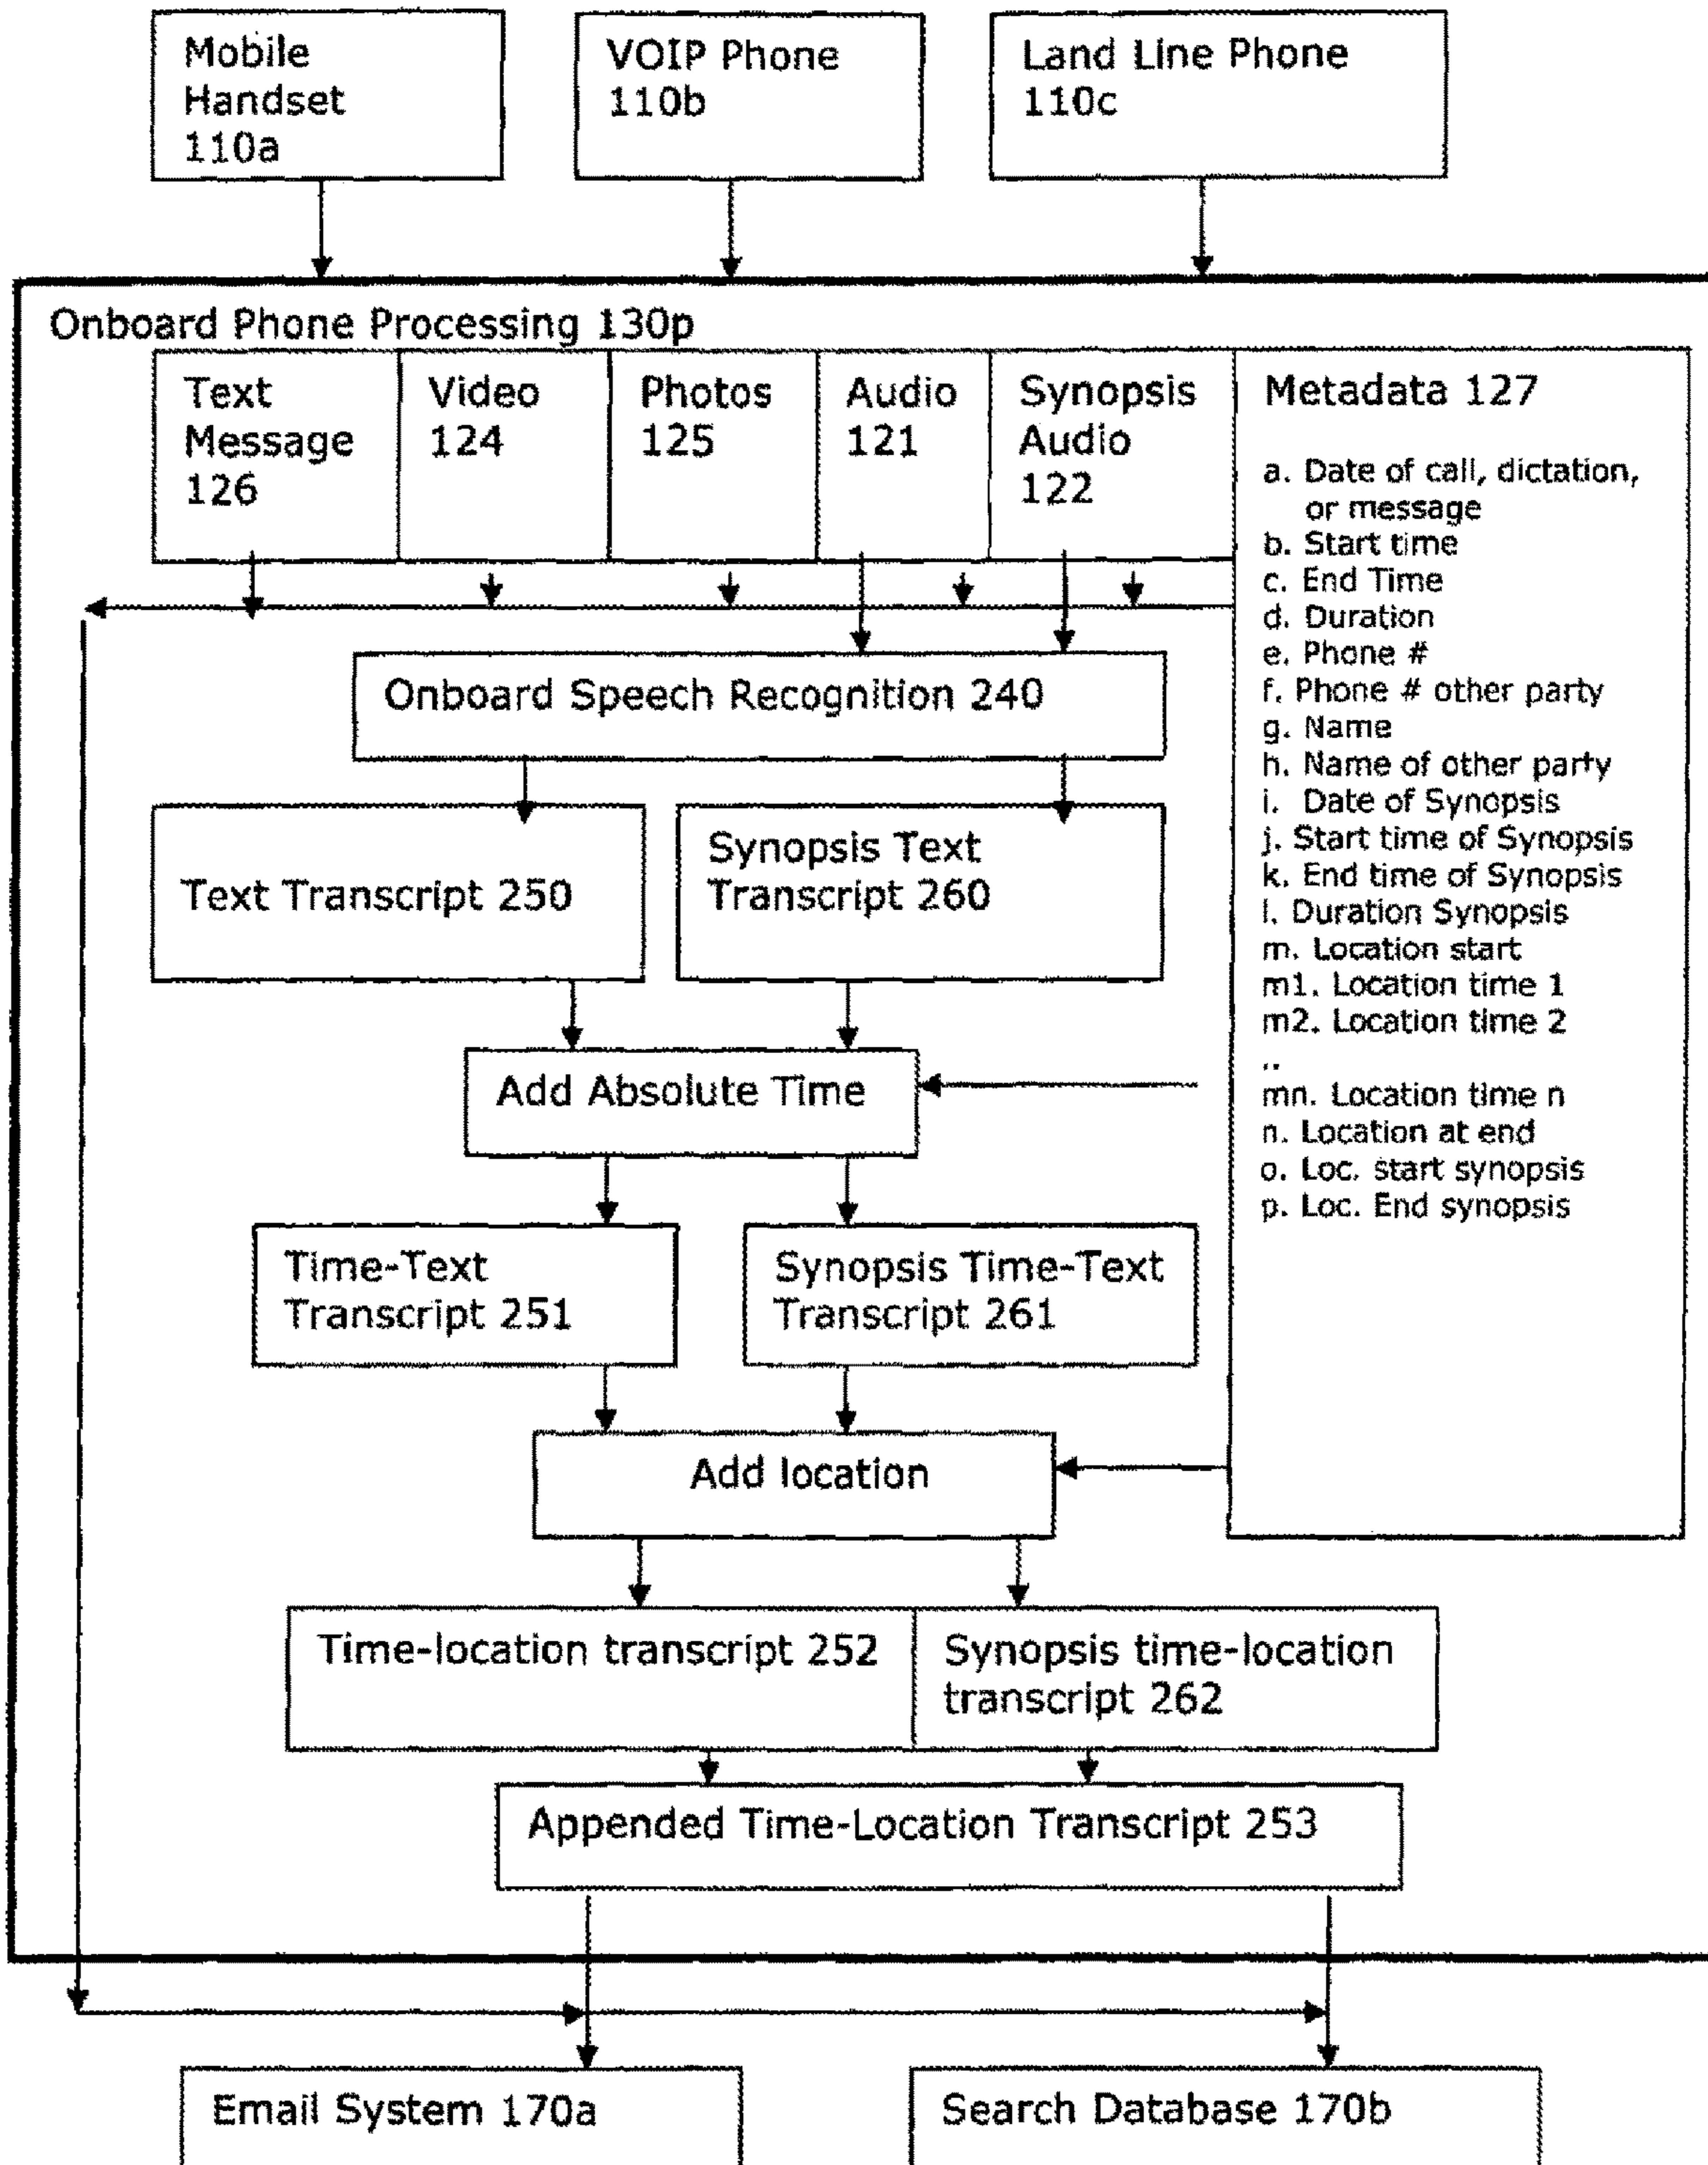 Mobile
Handset
110a
VOIP Phone
110b
Land Line Phone
110c
Onboard Phone Processing 130p
Text
Message
126
Video
124
Photos
125
Audio
121
Synopsis
Audio
122
Metadata 127
a. Date of call, dictation,
or message
b. Start time
c. End Time
d. Duration
e. Phone #
f. Phone # other party
g. Name
h. Name of other party
i. Date of Synopsis
j. Start time of Synopsis
k. End time of Synopsis
l. Duration Synopsis
m. Location start
m1. Location time 1
m2. Location time 2
..
mn. Location time n
n. Location at end
o. Loc. start synopsis
p. Loc. End synopsis
Onboard Speech Recognition 240
Text Transcript 250
Synopsis Text
Transcript 260
Add Absolute Time
Time-Text
Transcript 251
Synopsis Time-Text
Transcript 261
Add location
Time-location transcript 252
Synopsis time-location
transcript 262
Appended Time-Location Transcript 253
Email System 170a
Search Database 170b